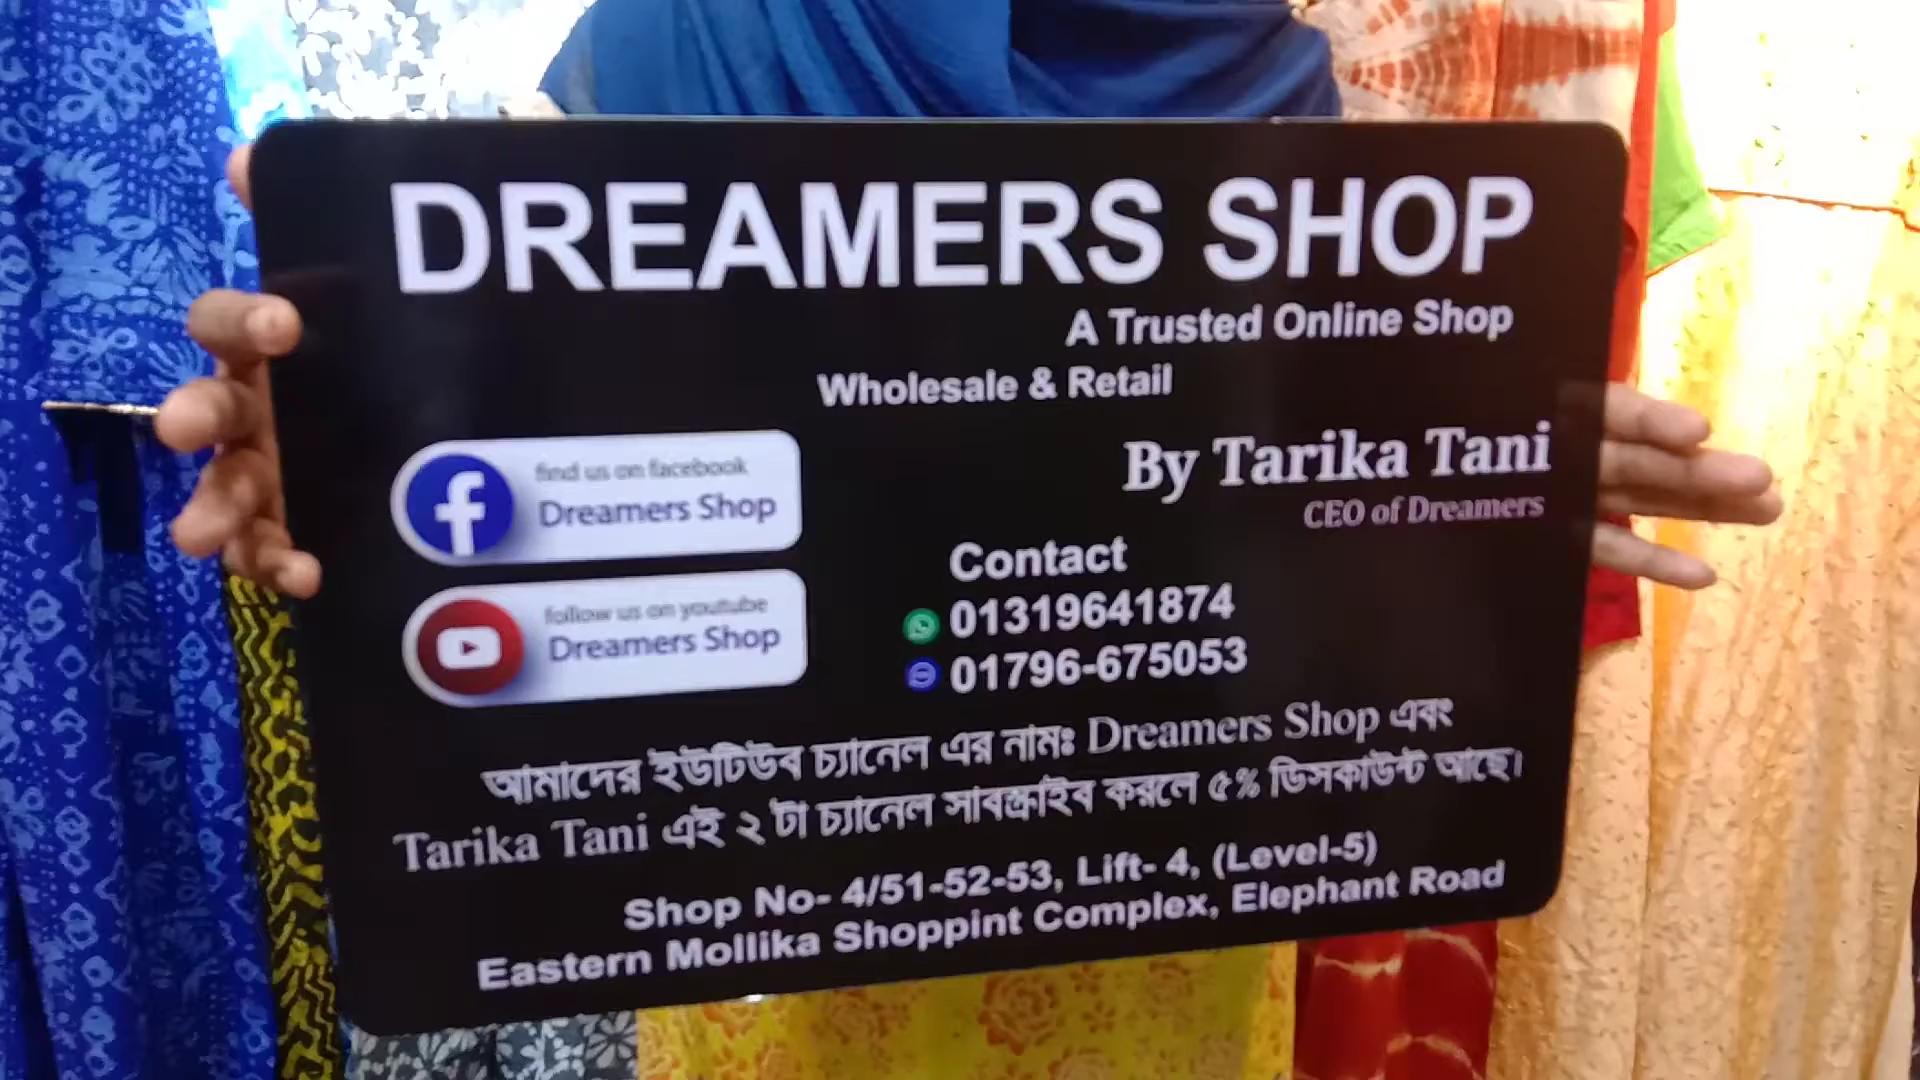 DREAMERS SHOP
A Trusted Online Shop
Wholesale & Retail
By Tarika Tani
CEO of Dreamers
find us on facebook
Dreamers Shop
follow us on youtube
Dreamers Shop
Contact
01319641874
01796-675053
আমাদের ইউটিউব চ্যানেল এর নামঃ Dreamers Shop এবং
Tarika Tani এই ২ টা চ্যানেল সাবস্ক্রাইব করলে ৫% ডিসকাউন্ট আছে।
Shop No- 4/51-52-53, Lift- 4, (Level-5)
Eastern Mollika Shoppint Complex, Elephant Road